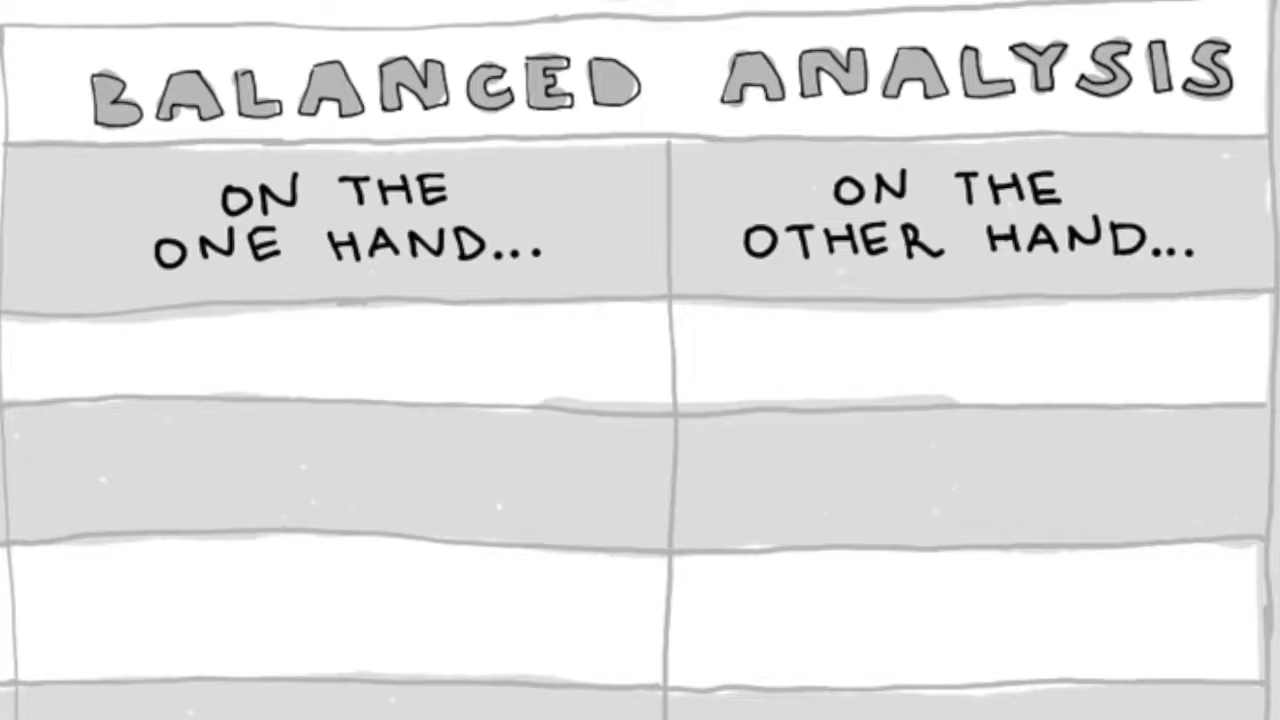 BALANCED ANALYSIS
ON THE
ONE HAND...
ON THE
OTHER HAND...